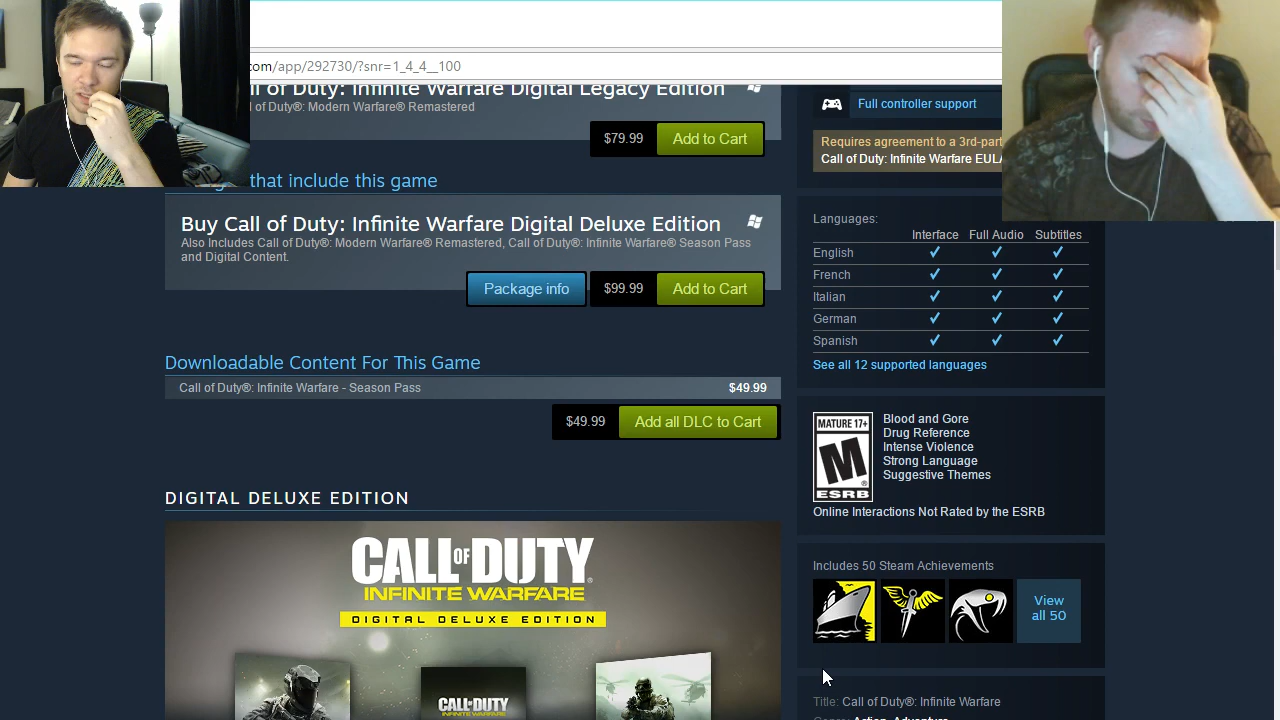 com/app/292730/?snr=1_4_4__100
of Duty: Infinite Warfare Digital Legacy Edition
of Duty®: Modern Warfare® Remastered
$79.99 Add to Cart
that include this game
Buy Call of Duty: Infinite Warfare Digital Deluxe Edition
Also Includes Call of Duty®: Modern Warfare® Remastered, Call of Duty®: Infinite Warfare® Season Pass
and Digital Content.
Package info $99.99 Add to Cart
Downloadable Content For This Game
Call of Duty®: Infinite Warfare - Season Pass $49.99
$49.99 Add all DLC to Cart
DIGITAL DELUXE EDITION
CALL OF DUTY®
INFINITE WARFARE
DIGITAL DELUXE EDITION
CALL OF DUTY
INFINITE WARFARE
Full controller support
Requires agreement to a 3rd-part
Call of Duty: Infinite Warfare EULA
Languages:
Interface Full Audio Subtitles
English
French
Italian
German
Spanish
See all 12 supported languages
MATURE 17+
M
ESRB
Blood and Gore
Drug Reference
Intense Violence
Strong Language
Suggestive Themes
Online Interactions Not Rated by the ESRB
Includes 50 Steam Achievements
View
all 50
Title: Call of Duty®: Infinite Warfare
Genre: Action, Adventure